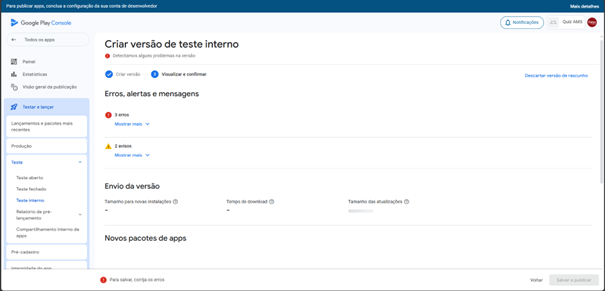 Para publicar apps, conclua a configuração da sua conta de desenvolvedor
Mais detalhes
Google Play Console
Notificações
Quiz AMS
Todos os apps
Painel
Estatísticas
Visão geral da publicação
Testar e lançar
Lançamentos e pacotes mais
recentes
Produção
Teste
Teste aberto
Teste fechado
Teste interno
Relatório de pré-
lançamento
Compartilhamento interno de
apps
Pré-cadastro
Integridade do app
Criar versão de teste interno
Detectamos alguns problemas na versão
Criar versão
2
Visualizar e confirmar
Descartar versão de rascunho
Erros, alertas e mensagens
3 erros
Mostrar mais
2 avisos
Mostrar mais
Envio da versão
Tamanho para novas instalações
-
Tempo de download
-
Tamanho das atualizações
Novos pacotes de apps
Para salvar, corrija os erros
Voltar
Salvar e publicar